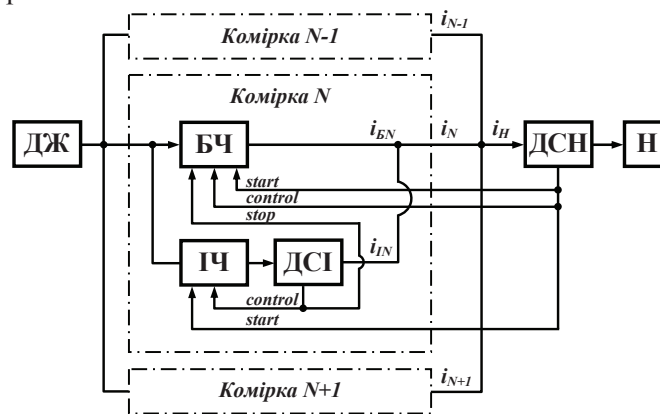 Комірка N-1
i_{N-1}
Комірка N
ДЖ
БЧ
i_{БN}
i_N
i_Н
ДСН
Н
start
control
stop
ІЧ
ДСІ
i_{IN}
control
start
Комірка N+1
i_{N+1}